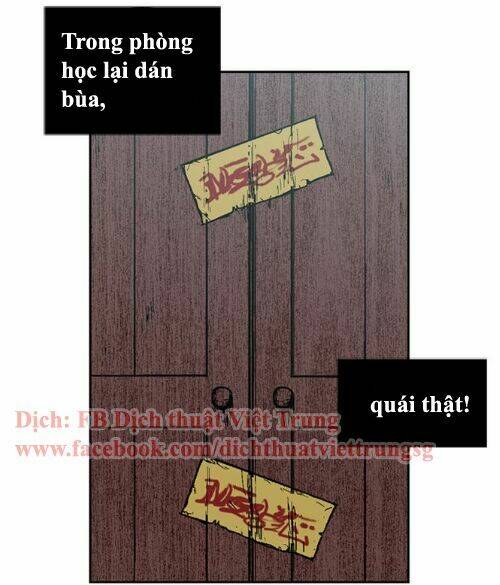 Trong phòng
học lại dán
bùa,
quái thật!
Dịch: FB Dịch thuật Việt Trung
www.facebook.com/dichthuatviettrungsg